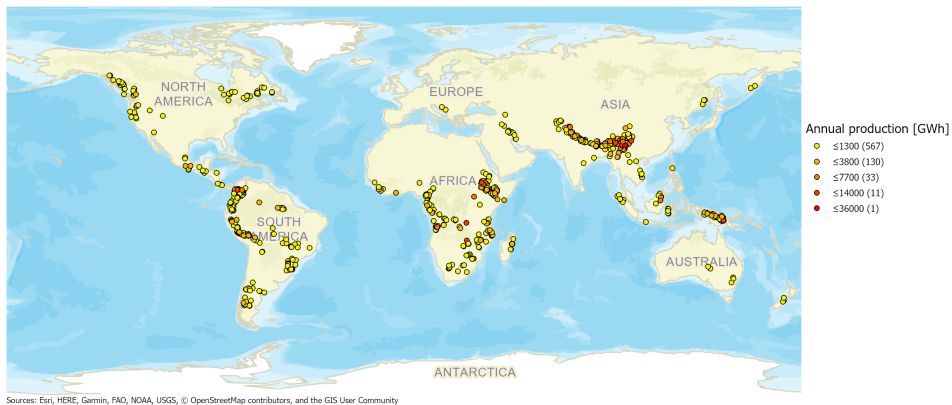 NORTH
AMERICA
EUROPE
ASIA
AFRICA
SOUTH
AMERICA
AUSTRALIA
ANTARCTICA
Annual production [GWh]
≤1300 (567)
≤3800 (130)
≤7700 (33)
≤14000 (11)
≤36000 (1)
Sources: Esri, HERE, Garmin, FAO, NOAA, USGS, © OpenStreetMap contributors, and the GIS User Community